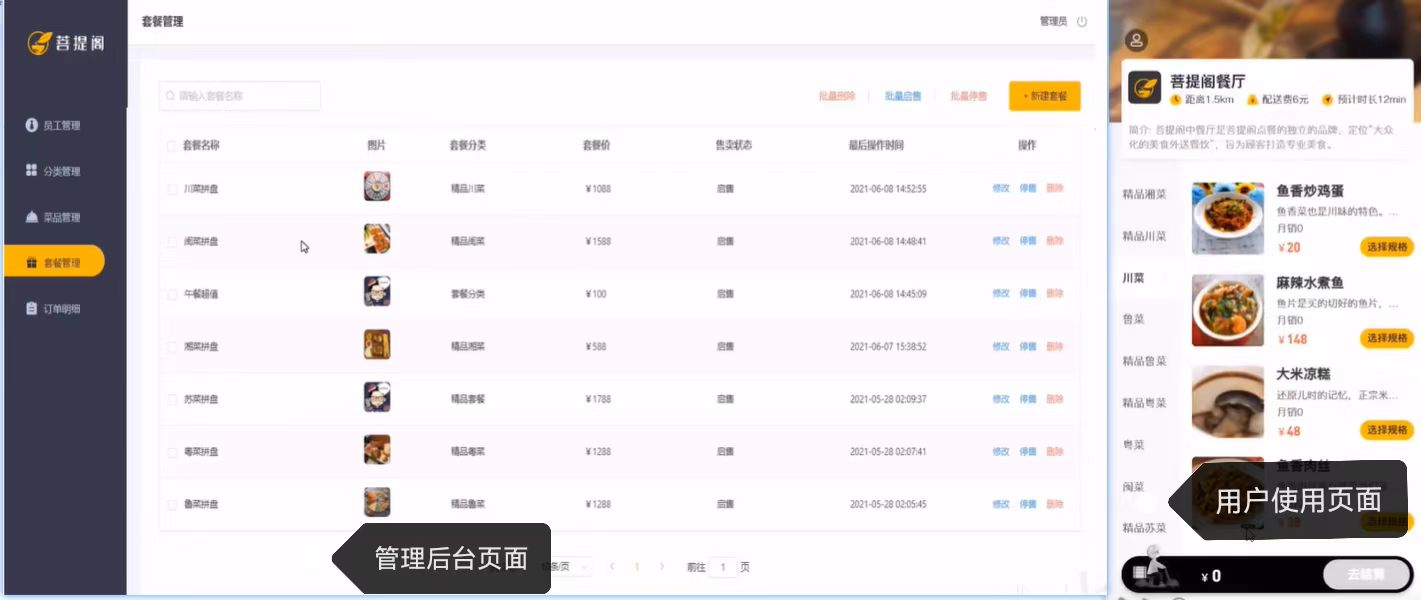 菩提阁
员工管理
分类管理
菜品管理
套餐管理
订单明细
套餐管理
管理员
请输入套餐名称
批量删除 批量启售 批量停售 + 新建套餐
套餐名称 图片 套餐分类 套餐价 售卖状态 最后操作时间 操作
川菜拼盘 精品川菜 ¥1088 启售 2021-06-08 14:52:55 修改 停售 删除
闽菜拼盘 精品闽菜 ¥1588 启售 2021-06-08 14:48:41 修改 停售 删除
午餐超值 套餐分类 ¥100 启售 2021-06-08 14:45:09 修改 停售 删除
湘菜拼盘 精品湘菜 ¥588 启售 2021-06-07 15:38:52 修改 停售 删除
苏菜拼盘 精品套餐 ¥1788 启售 2021-05-28 02:09:37 修改 停售 删除
粤菜拼盘 精品粤菜 ¥1288 启售 2021-05-28 02:07:41 修改 停售 删除
鲁菜拼盘 精品鲁菜 ¥1288 启售 2021-05-28 02:05:45 修改 停售 删除
条/页 1 前往 1 页
管理后台页面
菩提阁餐厅
距离1.5km 配送费6元 预计时长12min
简介: 菩提阁中餐厅是菩提阁点餐的独立的品牌，定位“大众
化的美食外送餐饮”，旨为顾客打造专业美食。
精品湘菜
精品川菜
川菜
鲁菜
精品鲁菜
精品粤菜
粤菜
闽菜
精品苏菜
鱼香炒鸡蛋
鱼香菜也是川味的特色。...
月销0
¥20 选择规格
麻辣水煮鱼
鱼片是买的切好的鱼片，...
月销0
¥148 选择规格
大米凉糕
还原儿时的记忆，正宗米...
月销0
¥48 选择规格
鱼香肉丝
用户使用页面
¥0 去结算